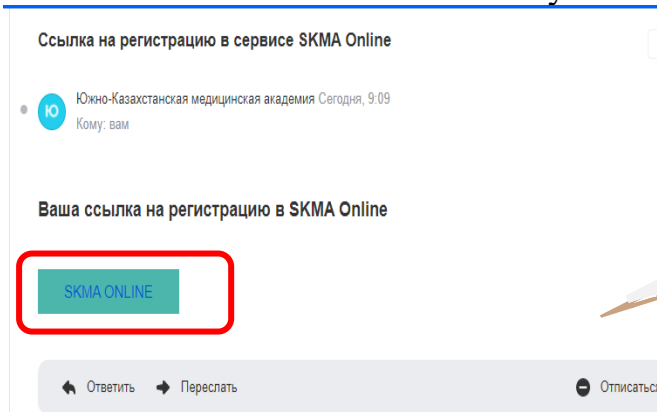 Ссылка на регистрацию в сервисе SKMA Online
Ю
Южно-Казахстанская медицинская академия Сегодня, 9:09
Кому: вам
Ваша ссылка на регистрацию в SKMA Online
SKMA ONLINE
Ответить Переслать Отписаться